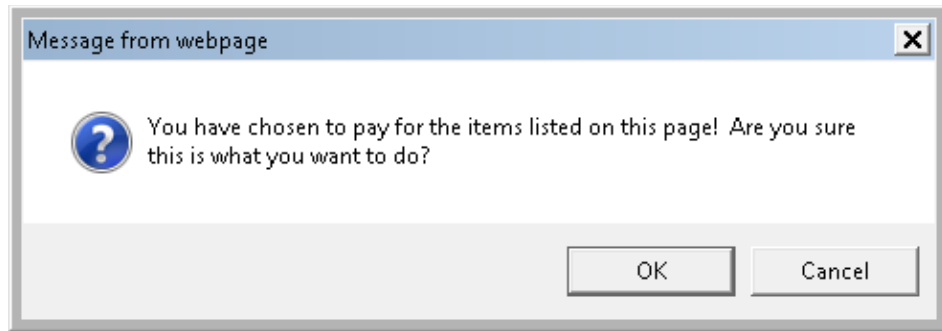 Message from webpage
You have chosen to pay for the items listed on this page!  Are you sure
this is what you want to do?
OK
Cancel